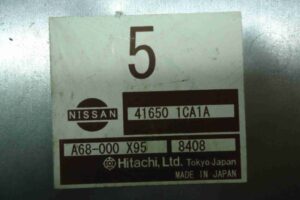 5
NISSAN 41650 1CA1A
A68-000 X95 8408
Hitachi, Ltd. Tokyo Japan
MADE IN JAPAN